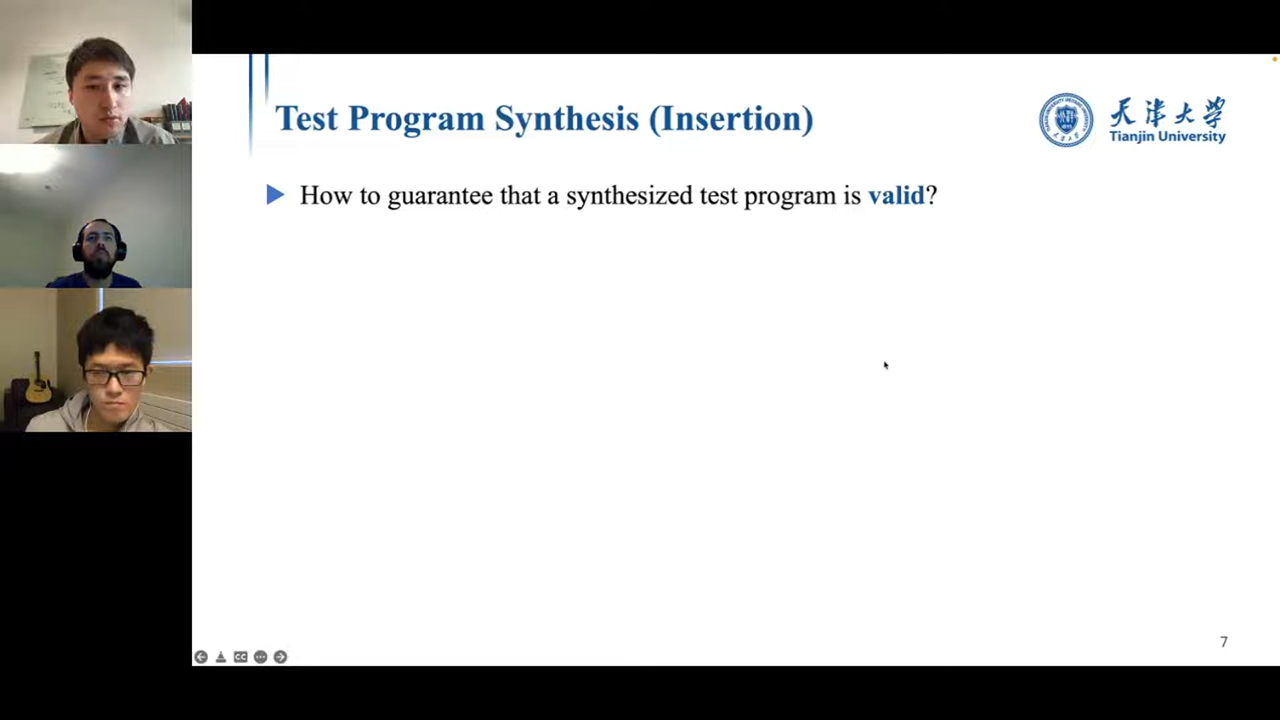 Test Program Synthesis (Insertion)
天津大学
Tianjin University
How to guarantee that a synthesized test program is valid?
CC
7